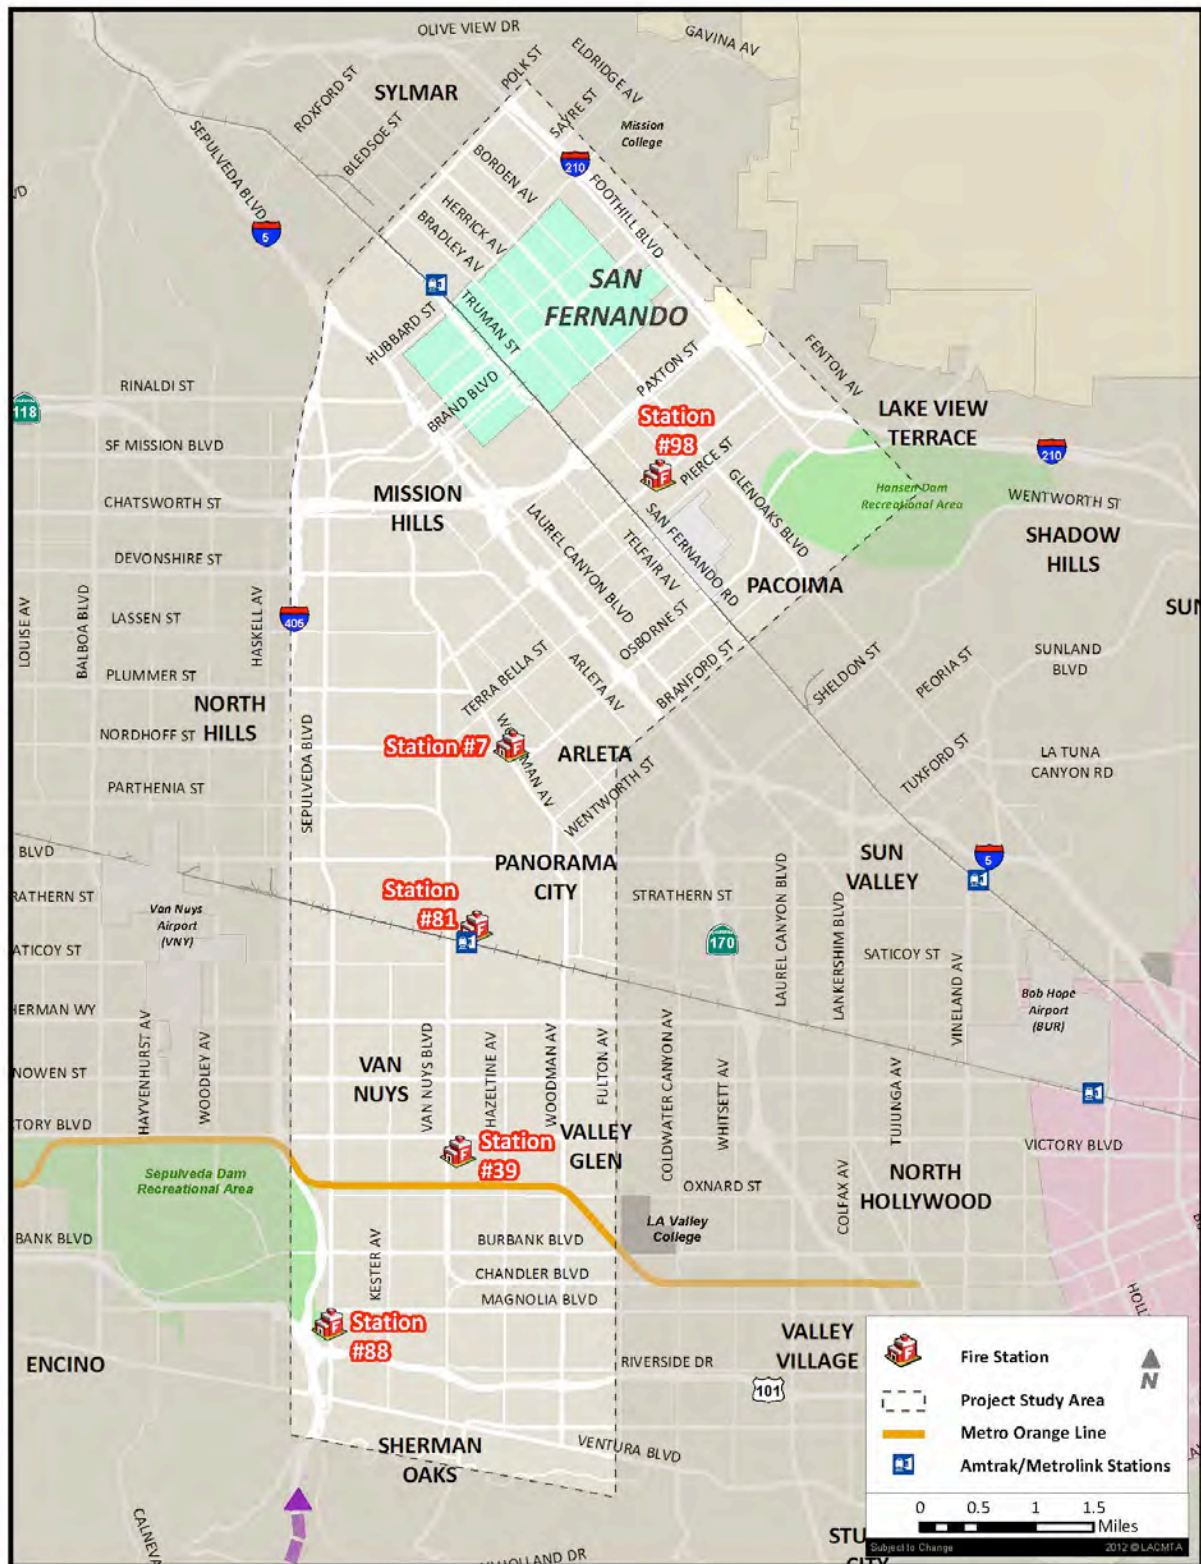 OLIVE VIEW DR
GAVINA AV
POLK ST
ELDRIDGE AV
ROXFORD ST
SYLMAR
SAYRE ST
BLEDSOE ST
Mission
College
SEPULVEDA BLVD
BORDEN AV
210
FOOTHILL BLVD
HERRICK AV
BRADLEY AV
5
SAN
FERNANDO
TRUMAN ST
HUBBARD ST
FENTON AV
PAXTON ST
RINALDI ST
118
BRAND BLVD
Station
#98
LAKE VIEW
TERRACE
SF MISSION BLVD
210
PIERCE ST
GLENOAKS BLVD
Hansen Dam
Recreational Area
WENTWORTH ST
MISSION
HILLS
CHATSWORTH ST
LAUREL CANYON BLVD
SAN FERNANDO RD
TELFAIR AV
SHADOW
HILLS
DEVONSHIRE ST
PACOIMA
LOUISE AV
BALBOA BLVD
HASKELL AV
LASSEN ST
405
OSBORNE ST
SUN
SUNLAND
BLVD
PLUMMER ST
TERRA BELLA ST
ARLETA AV
BRANFORD ST
SHELDON ST
PEORIA ST
NORTH
HILLS
NORDHOFF ST
SEPULVEDA BLVD
Station #7
ARLETA
TUXFORD ST
LA TUNA
CANYON RD
PARTHENIA ST
WENTWORTH ST
BLVD
PANORAMA
CITY
SUN
VALLEY
5
RATHERN ST
Station
#81
STRATHERN ST
LAUREL CANYON BLVD
LANKERSHIM BLVD
Van Nuys
Airport
(VNY)
170
ATICOY ST
SATICOY ST
VINELAND AV
Bob Hope
Airport
(BUR)
HERMAN WY
HAYVENHURST AV
WOODLEY AV
VAN
NUYS
VAN NUYS BLVD
HAZELTINE AV
WOODMAN AV
FULTON AV
COLDWATER CANYON AV
WHITSETT AV
TUJUNGA AV
NOWEN ST
CTORY BLVD
Station
#39
VALLEY
GLEN
VICTORY BLVD
Sepulveda Dam
Recreational Area
OXNARD ST
COLFAX AV
NORTH
HOLLYWOOD
LA Valley
College
BANK BLVD
KESTER AV
BURBANK BLVD
CHANDLER BLVD
MAGNOLIA BLVD
Station
#88
VALLEY
VILLAGE
ENCINO
RIVERSIDE DR
101
SHERMAN
OAKS
VENTURA BLVD
Fire Station
N
Project Study Area
Metro Orange Line
Amtrak/Metrolink Stations
0 0.5 1 1.5
Miles
Subject to Change
2012 @ LACMTA